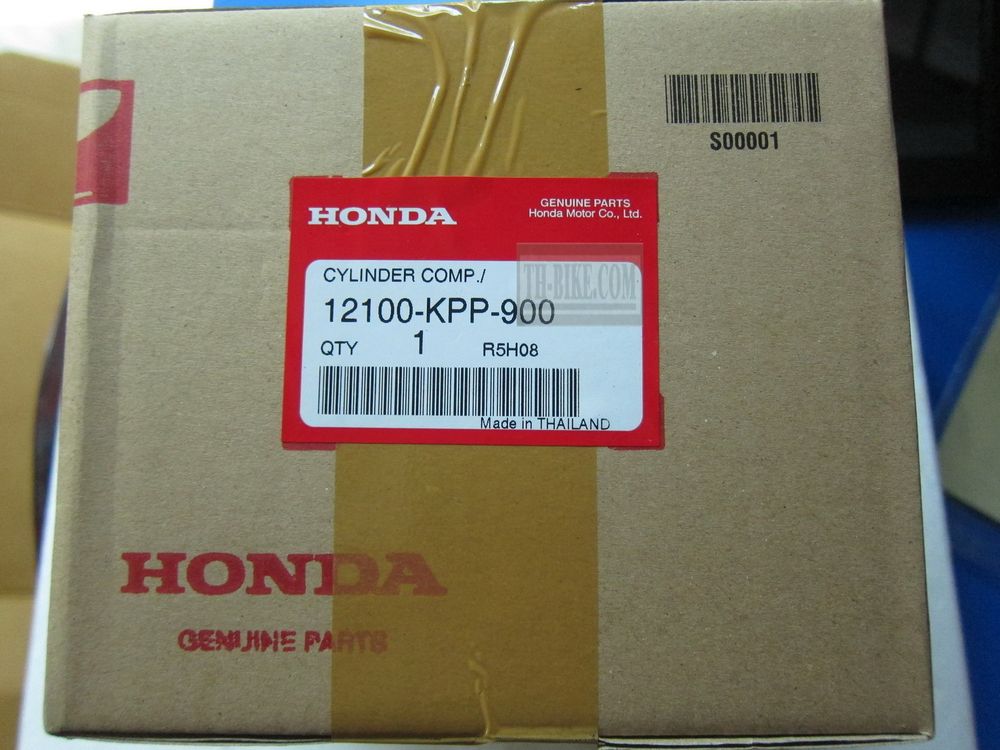 S00001
HONDA
GENUINE PARTS
Honda Motor Co., Ltd.
TH-BIKE.COM
CYLINDER COMP./
12100-KPP-900
QTY 1 R5H08
Made in THAILAND
HONDA
GENUINE PARTS